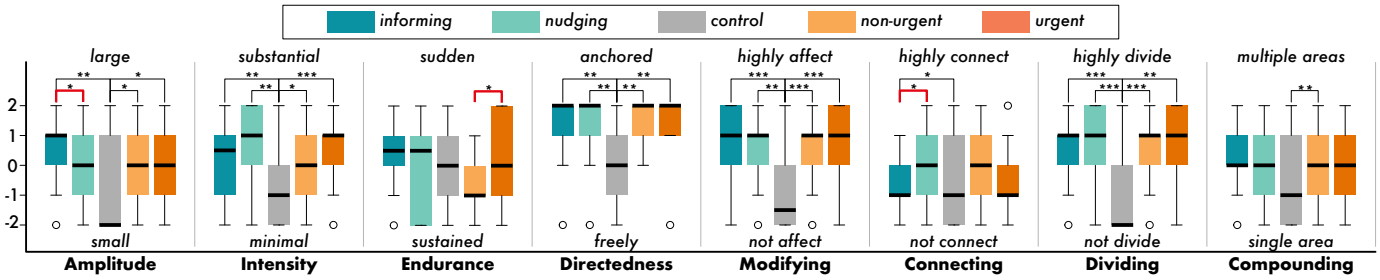 informing nudging control non-urgent urgent
large substantial sudden anchored highly affect highly connect highly divide multiple areas
** * ** *** ** ** *** *** * *** **
* * ** * * ** ** ** *** * *** *** **
2
1
0
-1
-2
small minimal sustained freely not affect not connect not divide single area
Amplitude Intensity Endurance Directedness Modifying Connecting Dividing Compounding